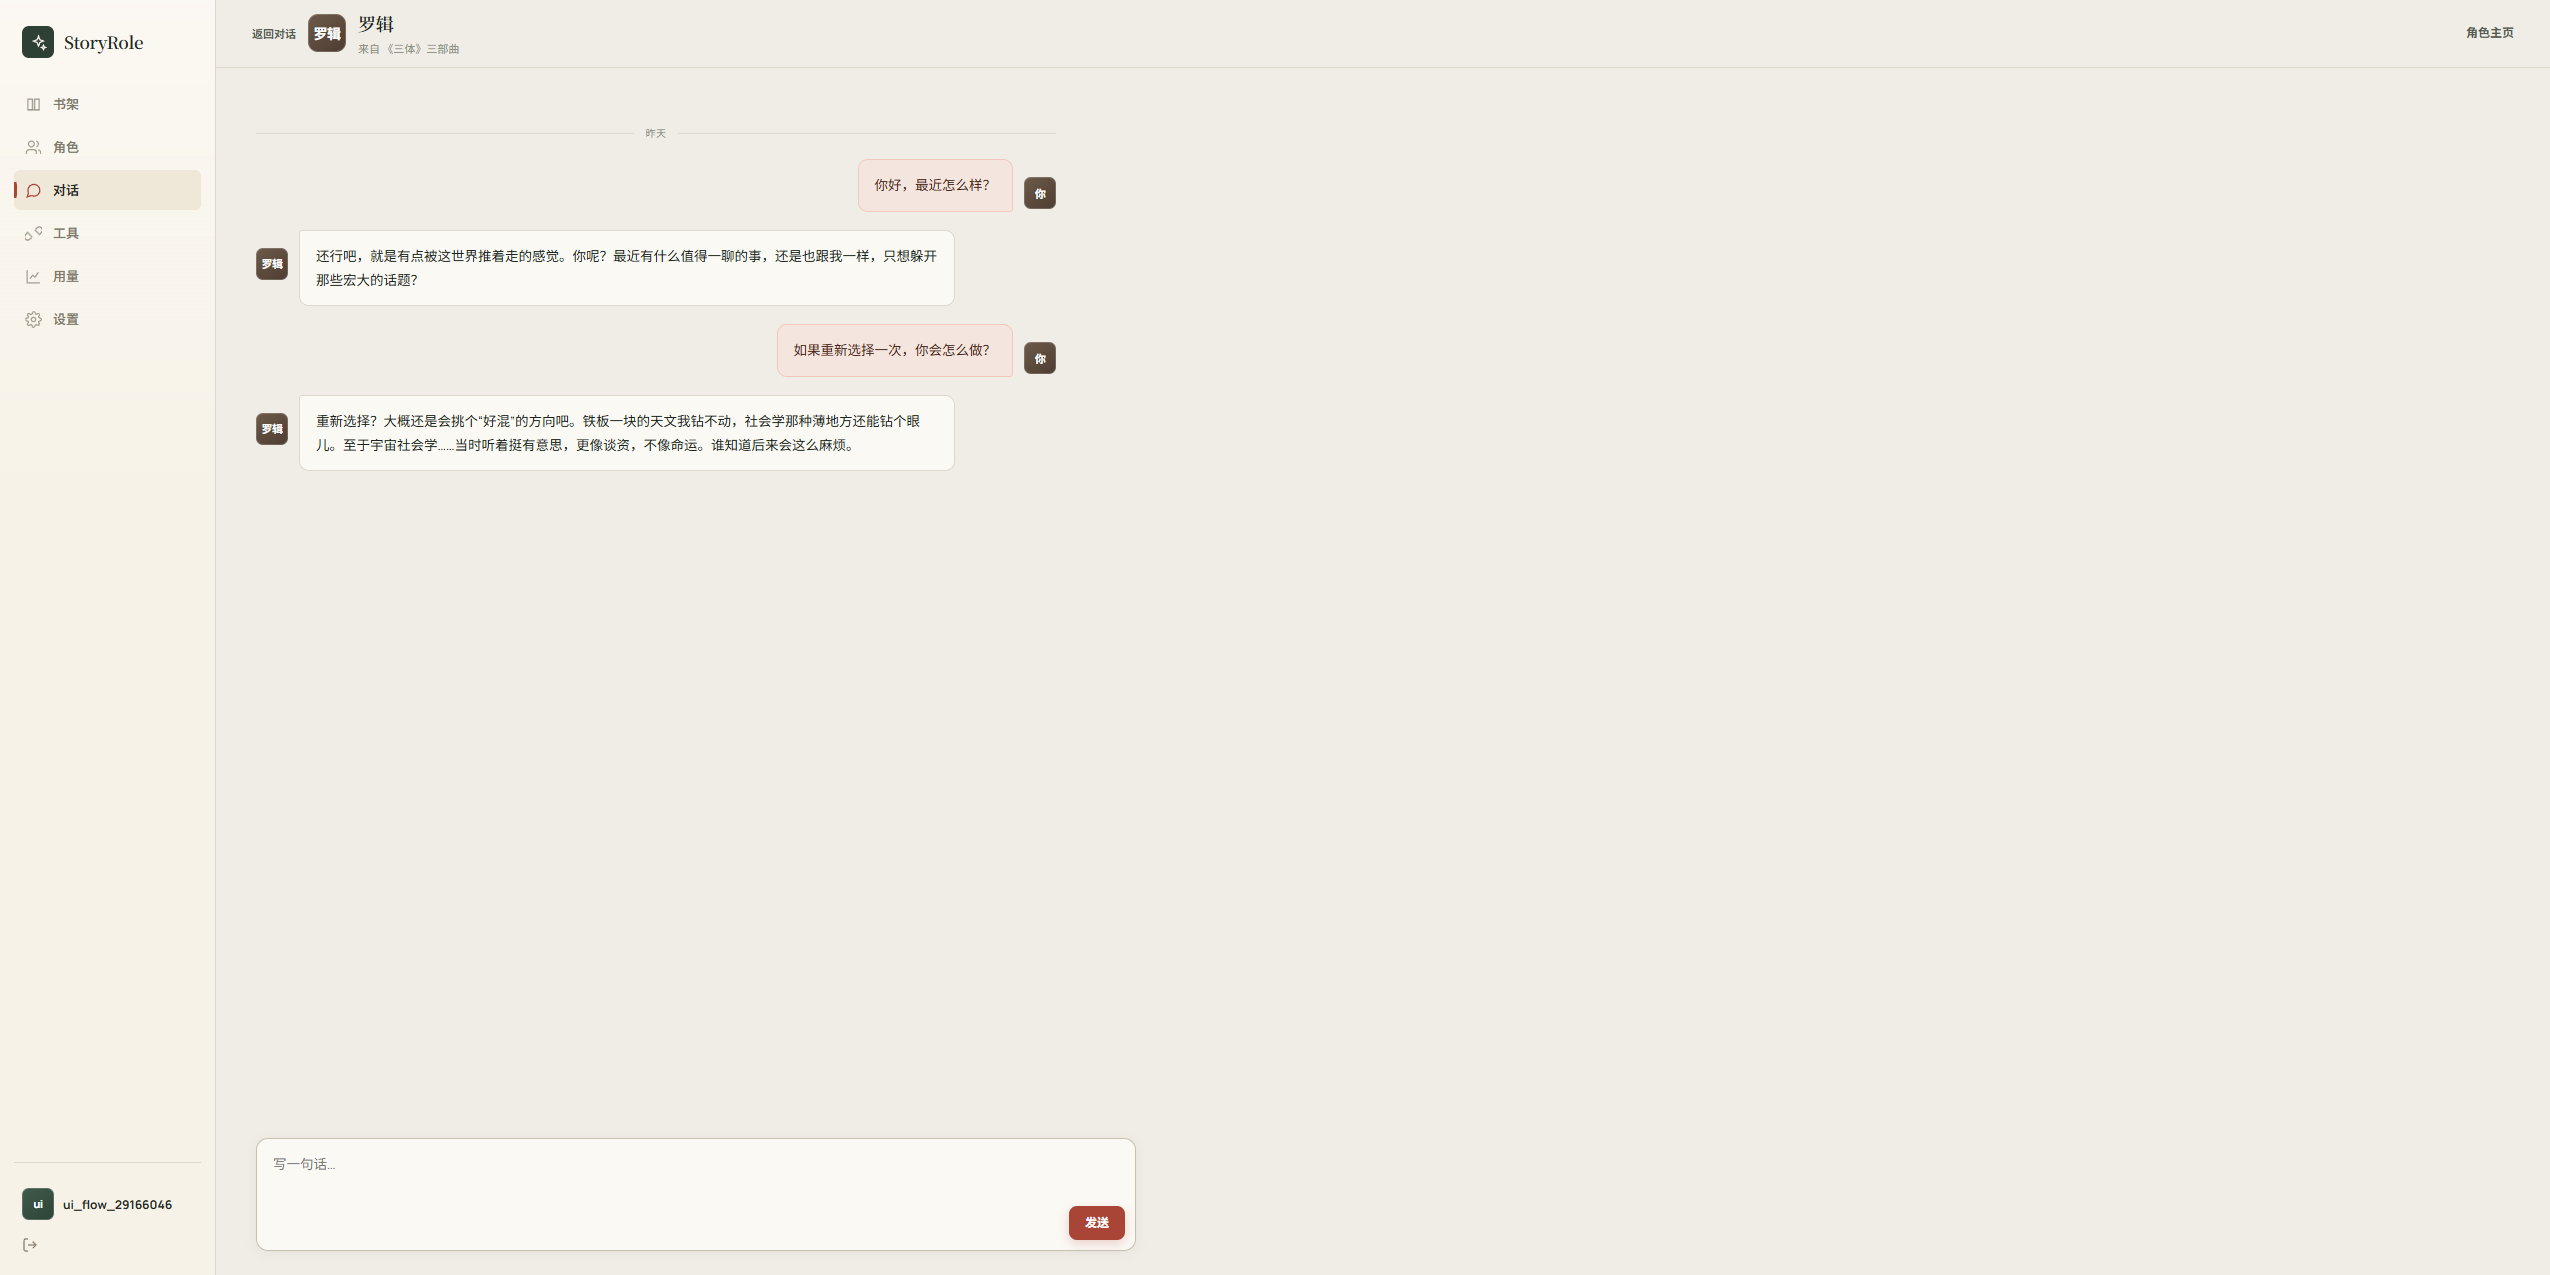 StoryRole
书架
角色
对话
工具
用量
设置
ui
ui_flow_29166046
返回对话
罗辑
罗辑
来自《三体》三部曲
角色主页
昨天
你好，最近怎么样？
你
罗辑
还行吧，就是有点被这世界推着走的感觉。你呢？最近有什么值得一聊的事，还是也跟我一样，只想躲开
那些宏大的话题？
如果重新选择一次，你会怎么做？
你
罗辑
重新选择？大概还是会挑个“好混”的方向吧。铁板一块的天文我钻不动，社会学那种薄地方还能钻个眼
儿。至于宇宙社会学……当时听着挺有意思，更像谈资，不像命运。谁知道后来会这么麻烦。
写一句话...
发送